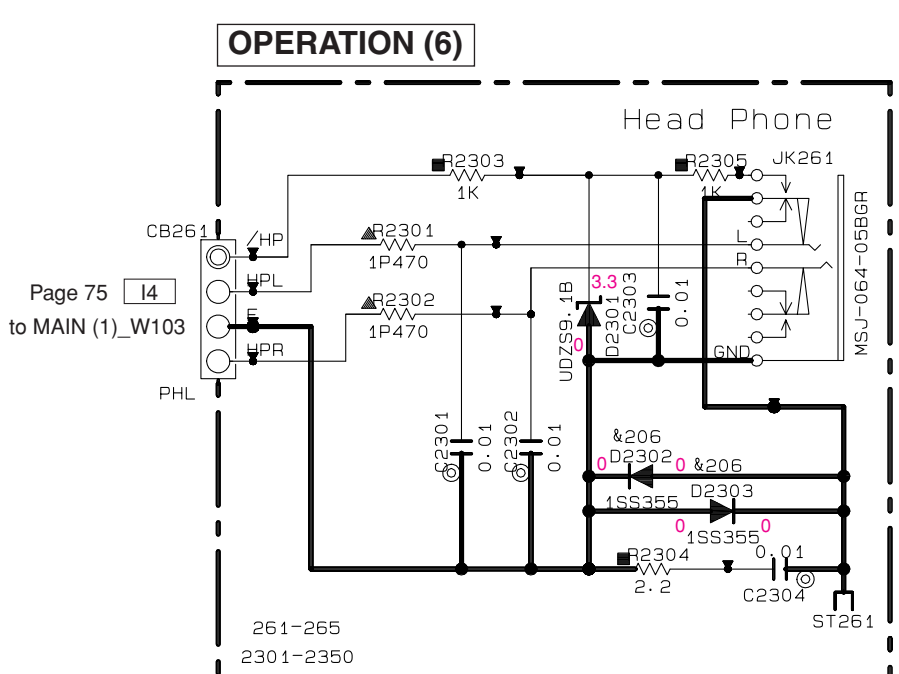 OPERATION (6)
Head Phone
R2303
1K
R2305
1K
JK261
MSJ-064-05BGR
CB261
/HP
R2301
1P470
L
HPL
R2302
1P470
R
Page 75 I4
to MAIN (1)_W103
E
HPR
PHL
3.3
0
UDZS9.1B
D2301
C2303
0.01
GND
C2301
0.01
C2302
0.01
&206
0 D2302 0 &206
1SS355 D2303
0 1SS355 0
R2304
2.2
0.01
C2304
ST261
261-265
2301-2350